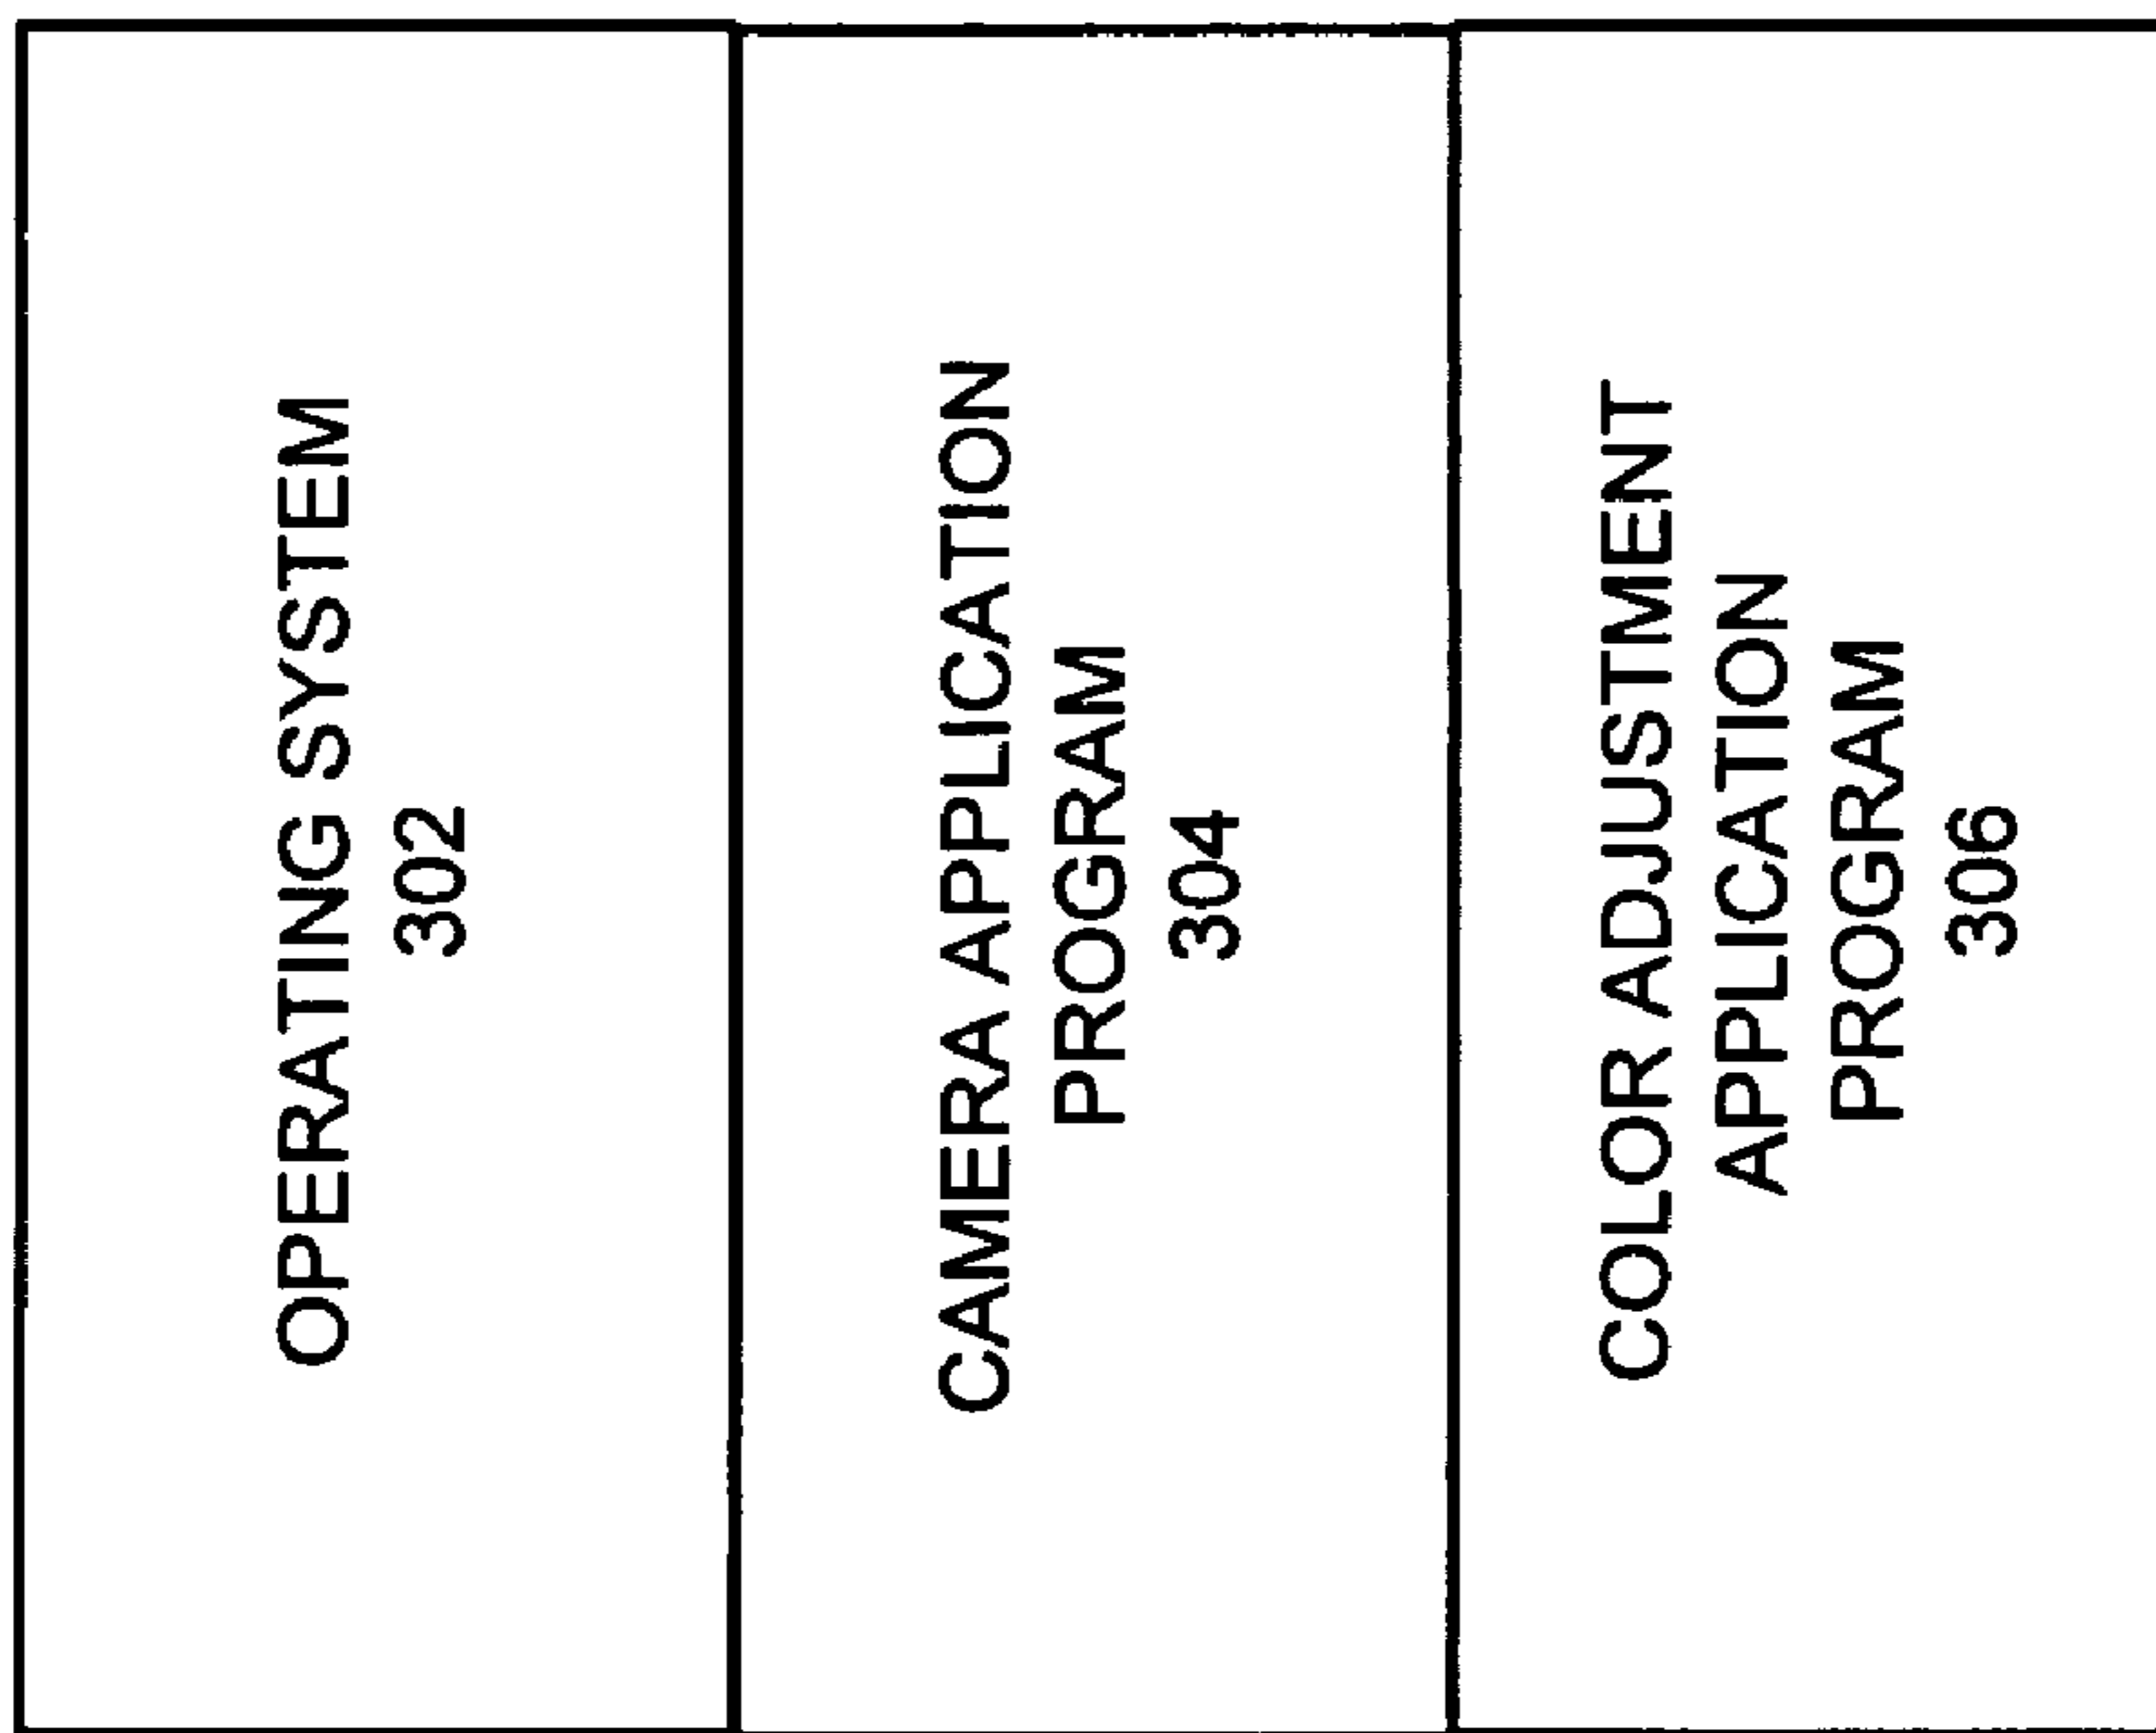 OPERATING SYSTEM
302
CAMERA APPLICATION
PROGRAM
304
COLOR ADJUSTMENT
APPLICATION
PROGRAM
306